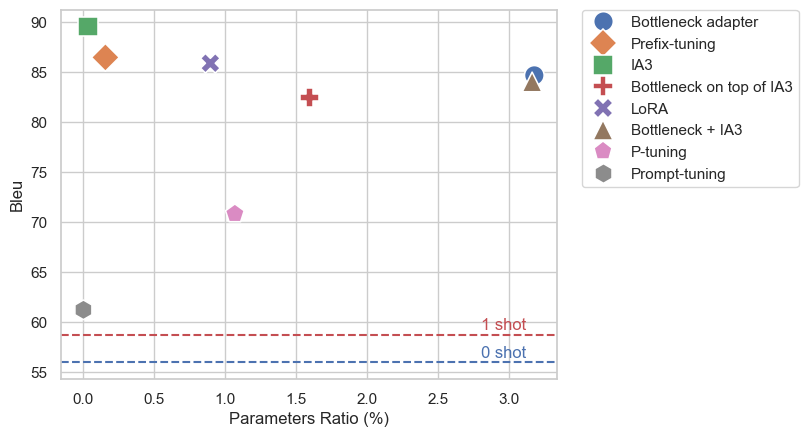 90
85
80
75
70
65
60
55
Bleu
1 shot
0 shot
0.0 0.5 1.0 1.5 2.0 2.5 3.0
Parameters Ratio (%)
Bottleneck adapter
Prefix-tuning
IA3
Bottleneck on top of IA3
LoRA
Bottleneck + IA3
P-tuning
Prompt-tuning